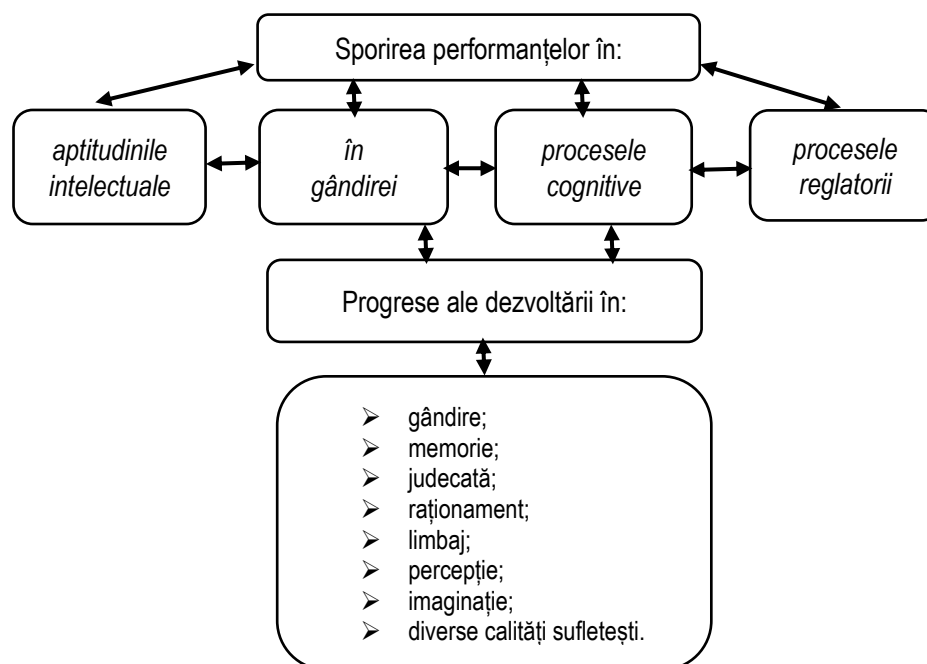 Sporirea performanțelor în:
aptitudinile
intelectuale
în
gândirei
procesele
cognitive
procesele
reglatorii
Progrese ale dezvoltării în:
➢ gândire;
➢ memorie;
➢ judecată;
➢ raționament;
➢ limbaj;
➢ percepție;
➢ imaginație;
➢ diverse calități sufletești.